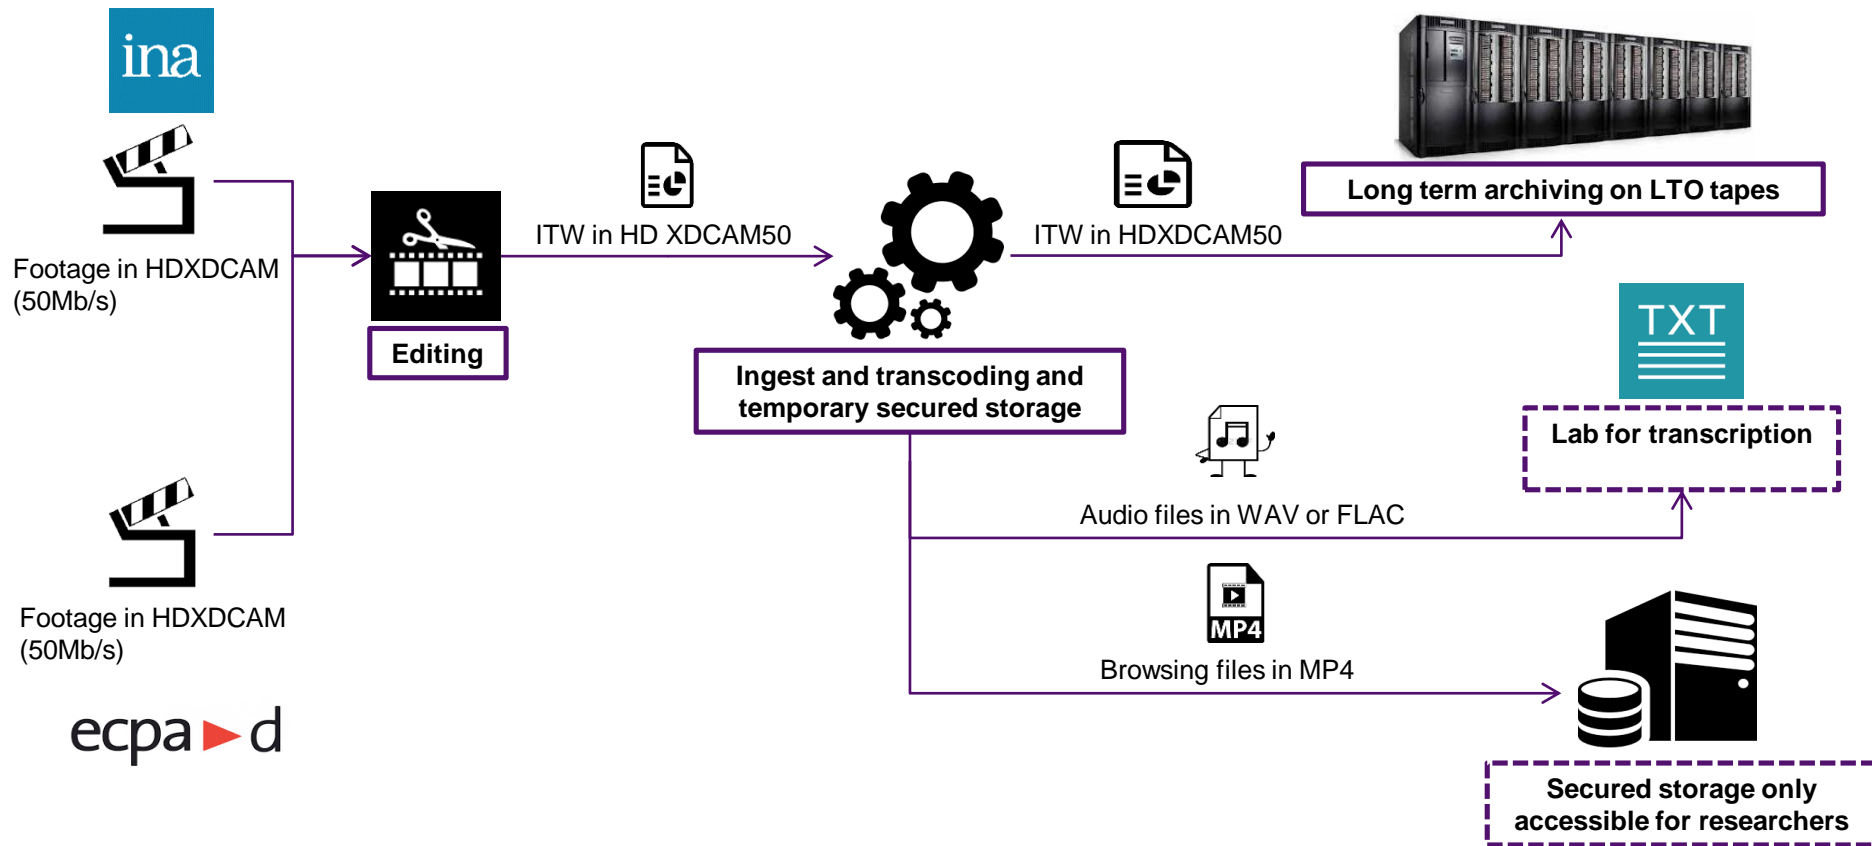 ina
Footage in HDXDCAM
(50Mb/s)
Editing
ITW in HD XDCAM50
Ingest and transcoding and
temporary secured storage
ITW in HDXDCAM50
Long term archiving on LTO tapes
TXT
Lab for transcription
Audio files in WAV or FLAC
MP4
Browsing files in MP4
Secured storage only
accessible for researchers
Footage in HDXDCAM
(50Mb/s)
ecpa d